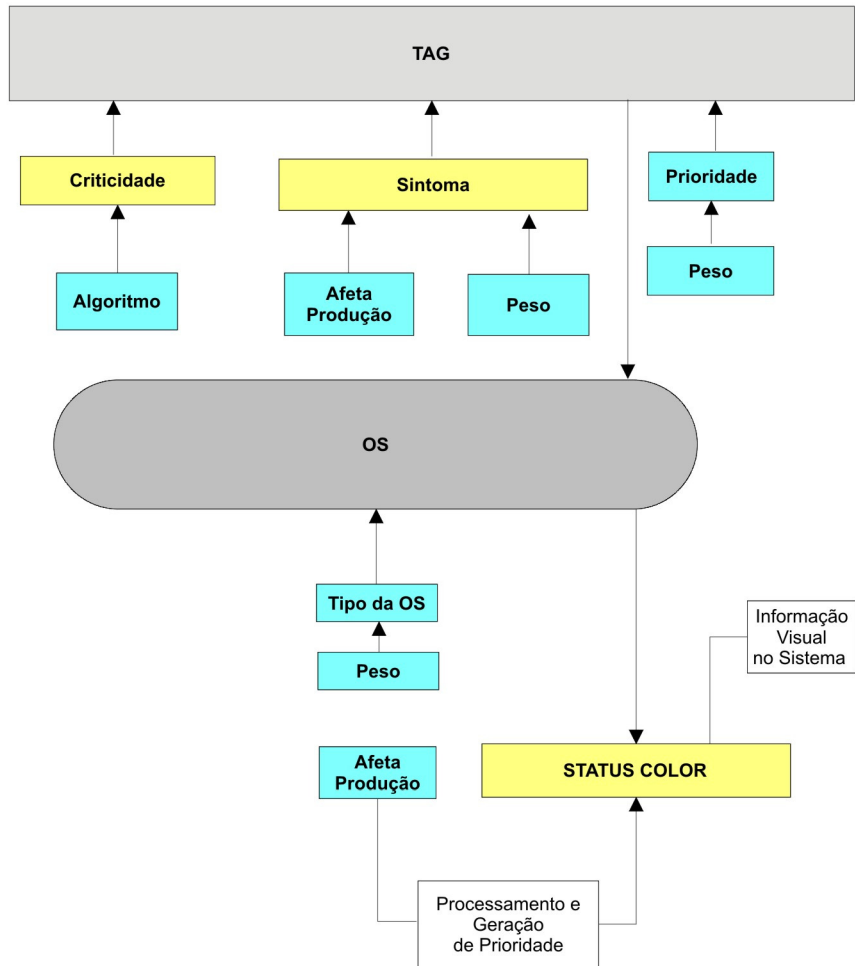 TAG
Criticidade
Sintoma
Prioridade
Algoritmo
Afeta
Produção
Peso
Peso
OS
Tipo da OS
Peso
Informação
Visual
no Sistema
Afeta
Produção
STATUS COLOR
Processamento e
Geração
de Prioridade